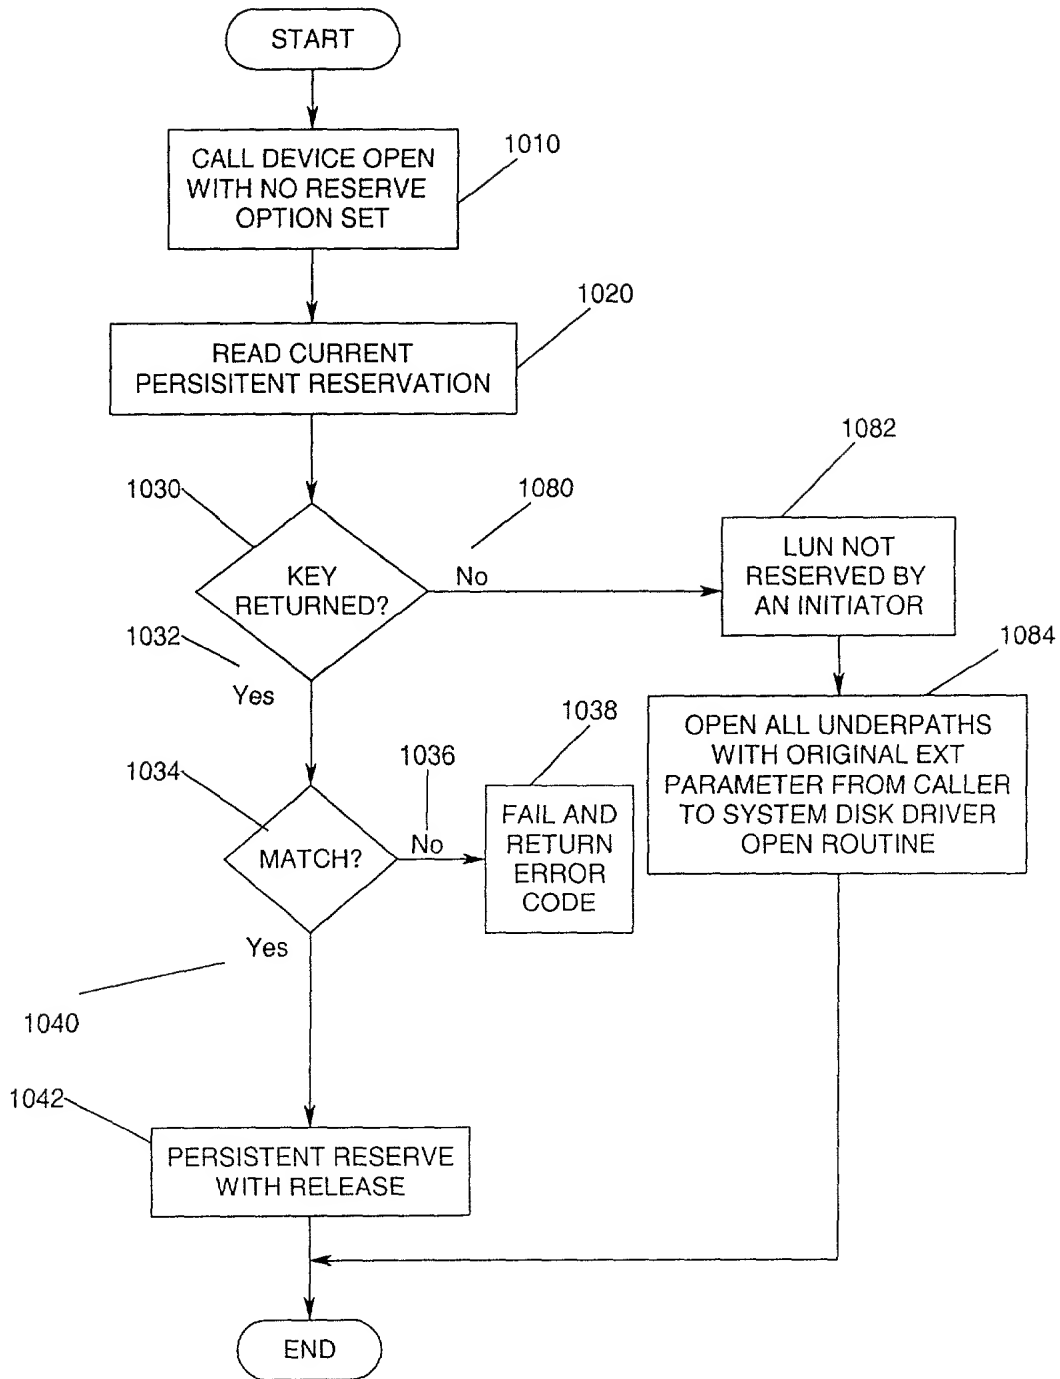 START
CALL DEVICE OPEN
WITH NO RESERVE
OPTION SET
1010
1020
READ CURRENT
PERSISITENT RESERVATION
1082
1030
1080
KEY
RETURNED?
No
LUN NOT
RESERVED BY
AN INITIATOR
1032
Yes
1084
1038
OPEN ALL UNDERPATHS
WITH ORIGINAL EXT
PARAMETER FROM CALLER
TO SYSTEM DISK DRIVER
OPEN ROUTINE
1034
1036
MATCH?
No
FAIL AND
RETURN
ERROR
CODE
Yes
1040
1042
PERSISTENT RESERVE
WITH RELEASE
END